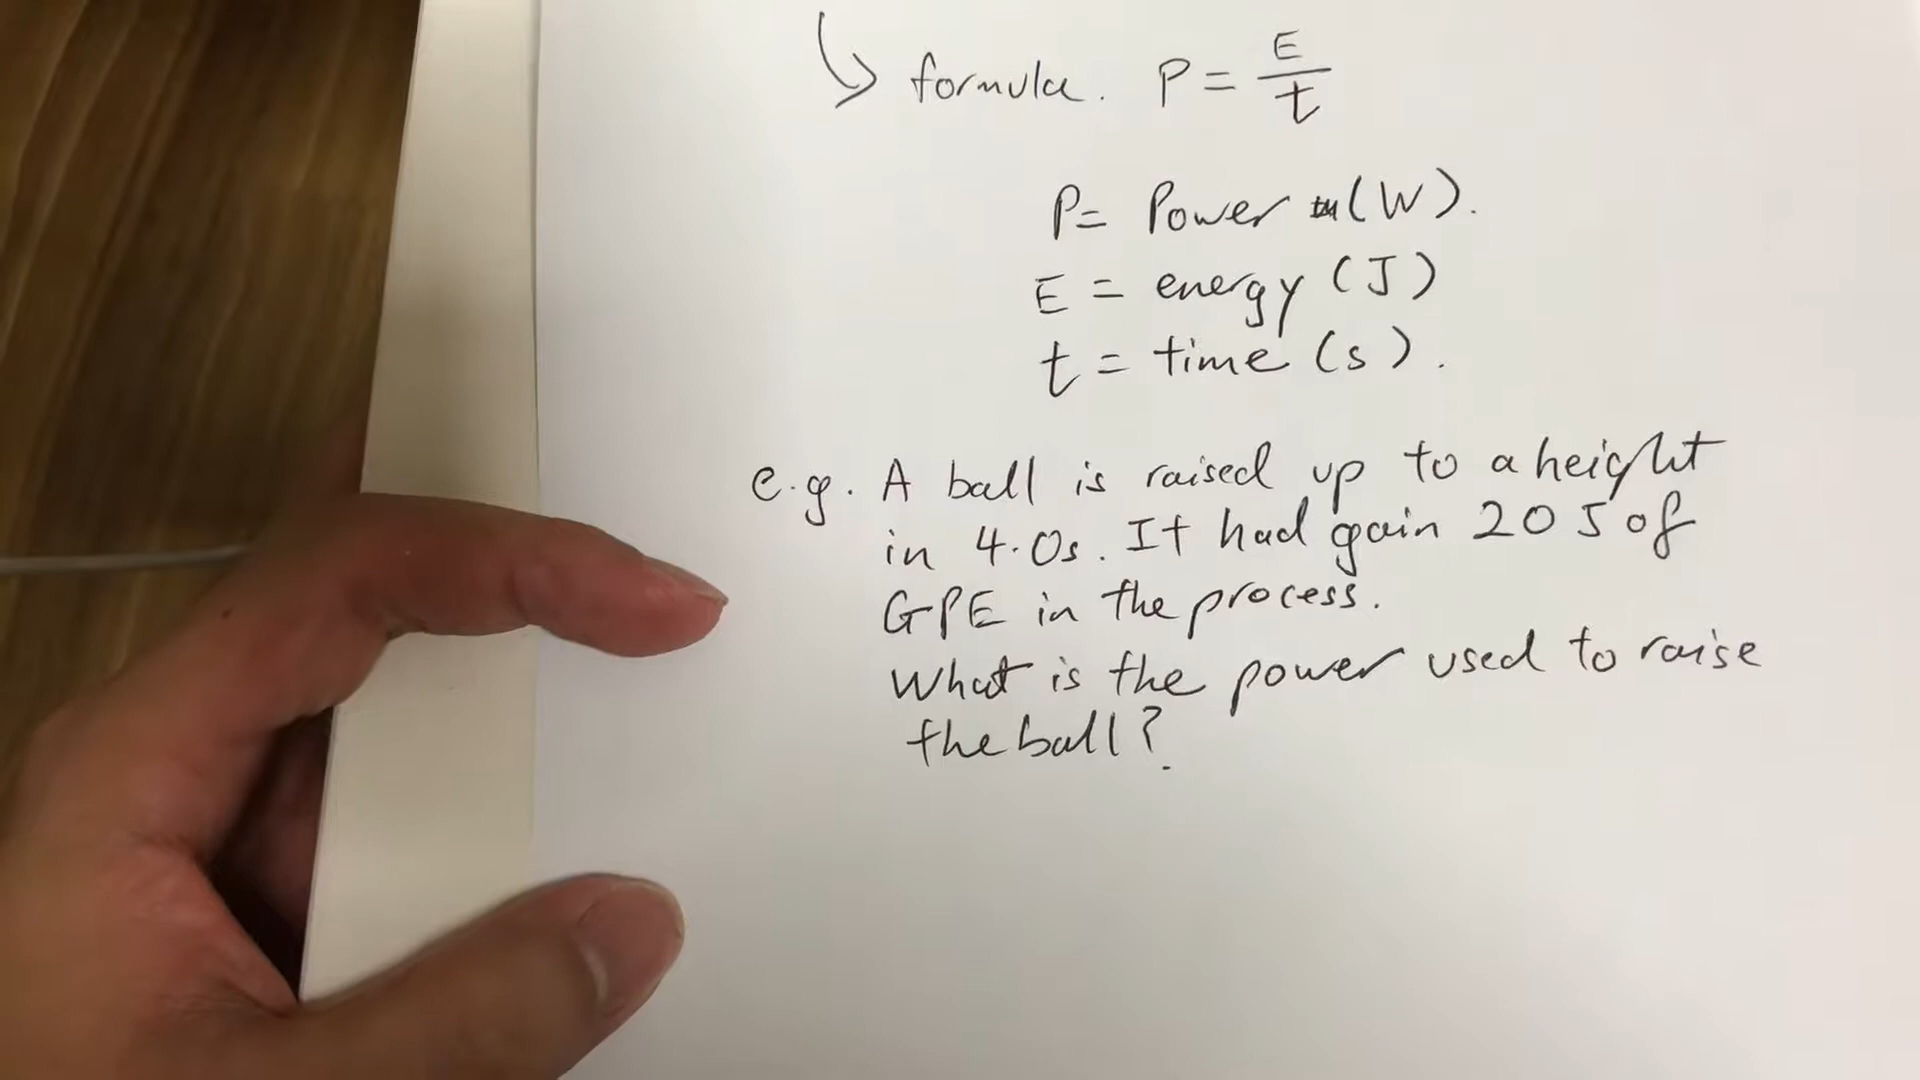 formula. P = E/t
P = Power (W).
E = energy (J)
t = time (s).
e.g. A ball is raised up to a height
in 4.0s. It had gain 20 J of
GPE in the process.
What is the power used to raise
the ball?